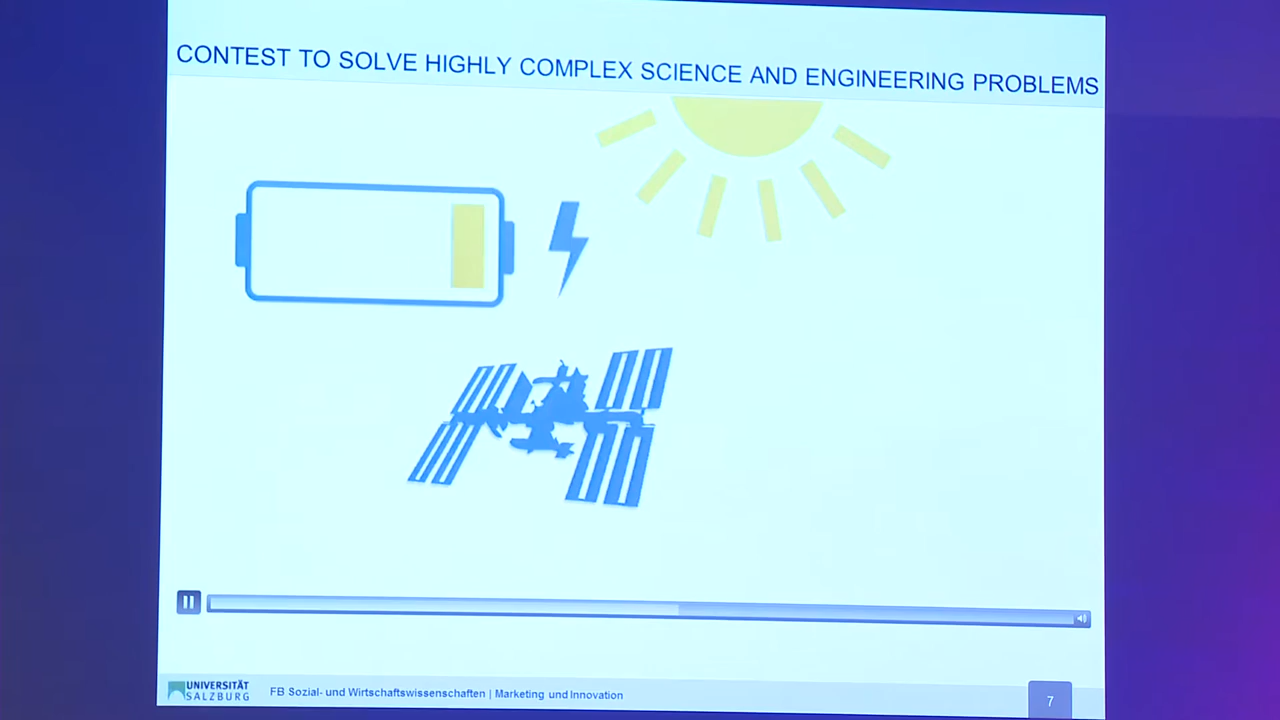 CONTEST TO SOLVE HIGHLY COMPLEX SCIENCE AND ENGINEERING PROBLEMS
UNIVERSITÄT
SALZBURG
FB Sozial- und Wirtschaftswissenschaften | Marketing und Innovation
7